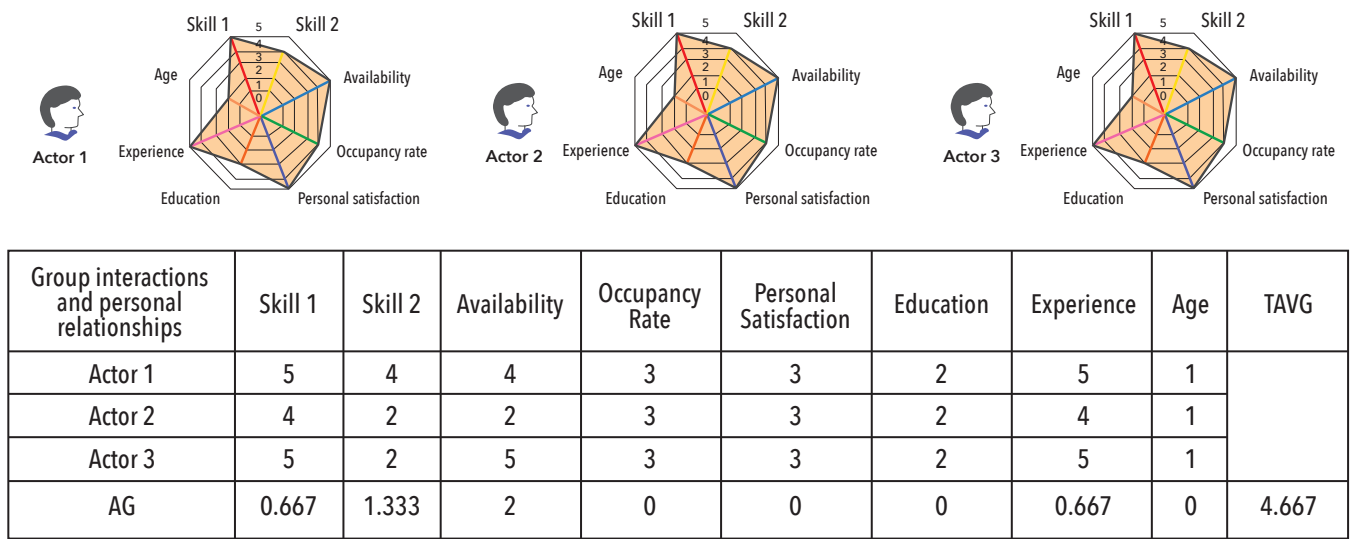 Skill 1 5 Skill 2
4
3
2
1
0
Age
Availability
Actor 1
Experience
Occupancy rate
Education
Personal satisfaction
Skill 1 5 Skill 2
4
3
2
1
0
Age
Availability
Actor 2
Experience
Occupancy rate
Education
Personal satisfaction
Skill 1 5 Skill 2
4
3
2
1
0
Age
Availability
Actor 3
Experience
Occupancy rate
Education
Personal satisfaction
Group interactions
and personal
relationships
Skill 1
Skill 2
Availability
Occupancy
Rate
Personal
Satisfaction
Education
Experience
Age
TAVG
Actor 1 5 4 4 3 3 2 5 1
Actor 2 4 2 2 3 3 2 4 1
Actor 3 5 2 5 3 3 2 5 1
AG 0.667 1.333 2 0 0 0 0.667 0 4.667